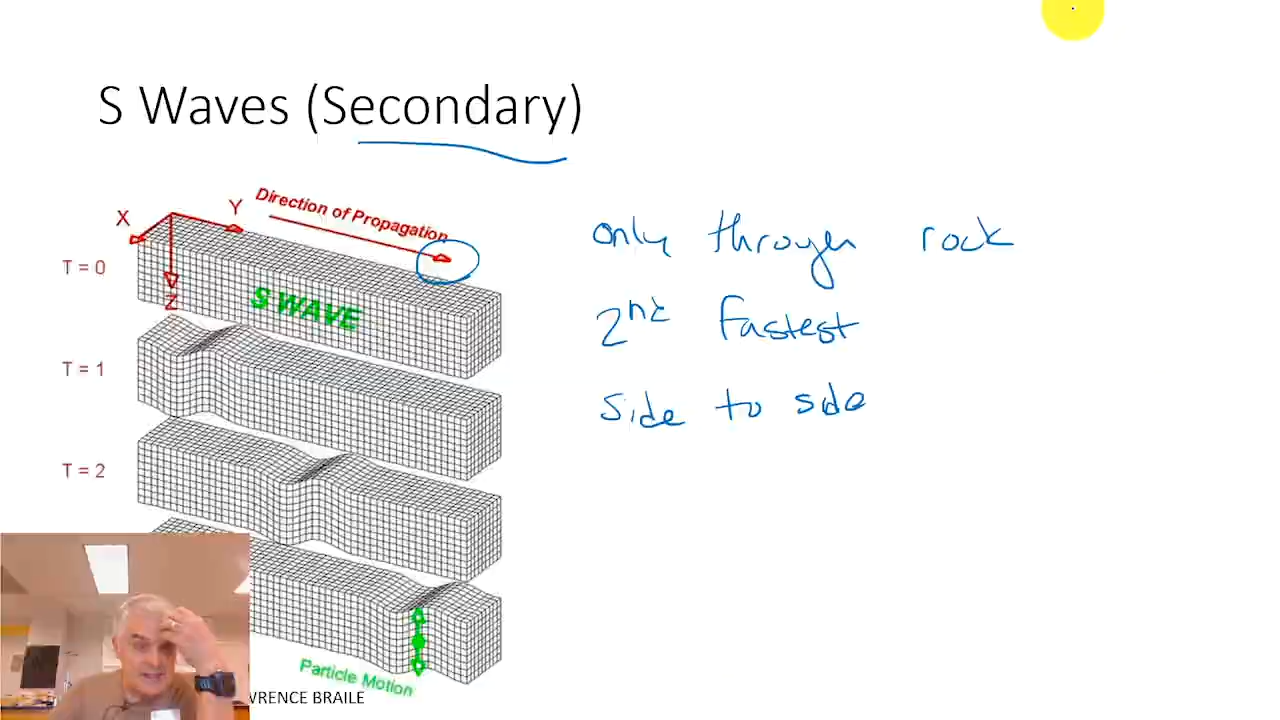 S Waves (Secondary)
Direction of Propagation
X
Y
Z
T = 0
S WAVE
only through rock
T = 1
2nd Fastest
side to side
T = 2
Particle Motion
WRENCE BRAILE